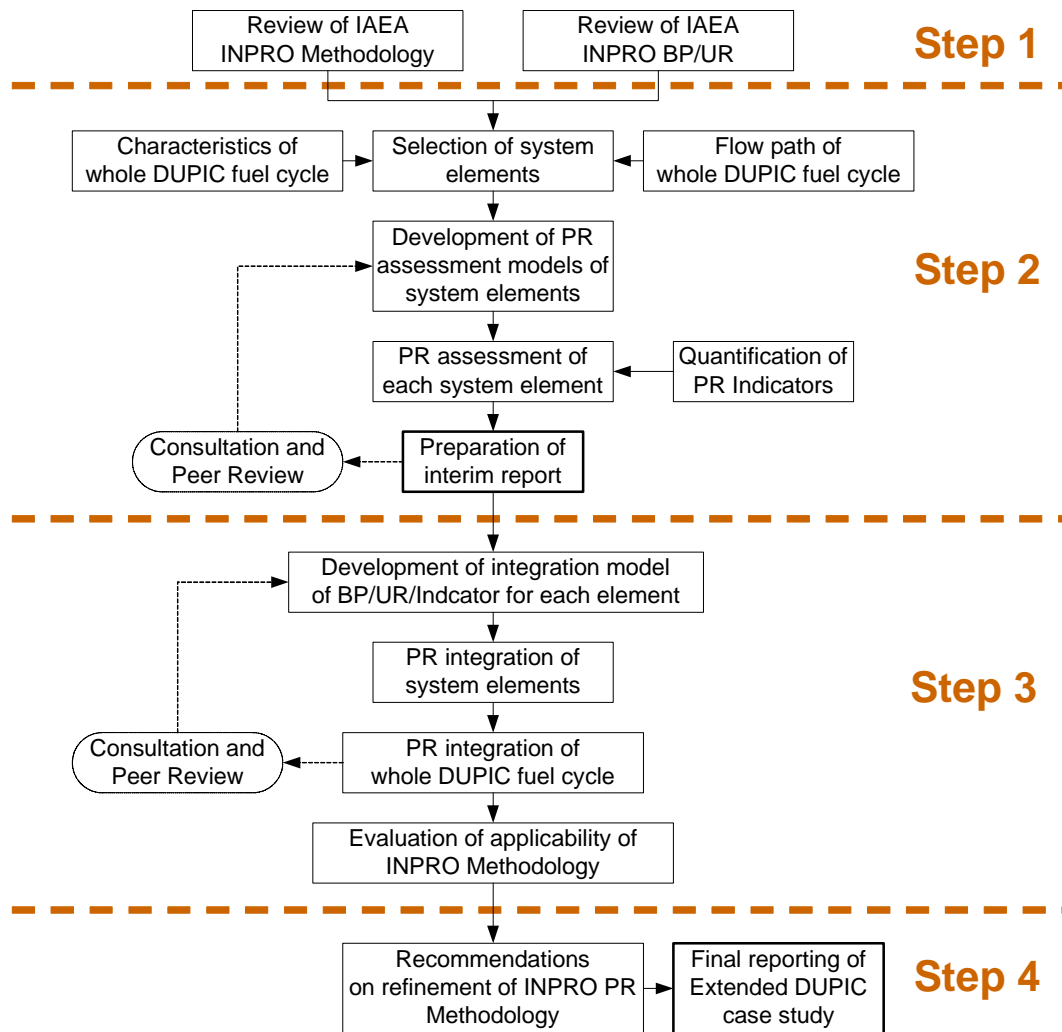 Review of IAEA
INPRO Methodology
Review of IAEA
INPRO BP/UR
Step 1
Characteristics of
whole DUPIC fuel cycle
Selection of system
elements
Flow path of
whole DUPIC fuel cycle
Development of PR
assessment models of
system elements
Step 2
PR assessment of
each system element
Quantification of
PR Indicators
Consultation and
Peer Review
Preparation of
interim report
Development of integration model
of BP/UR/Indcator for each element
PR integration of
system elements
Step 3
Consultation and
Peer Review
PR integration of
whole DUPIC fuel cycle
Evaluation of applicability of
INPRO Methodology
Recommendations
on refinement of INPRO PR
Methodology
Final reporting of
Extended DUPIC
case study
Step 4